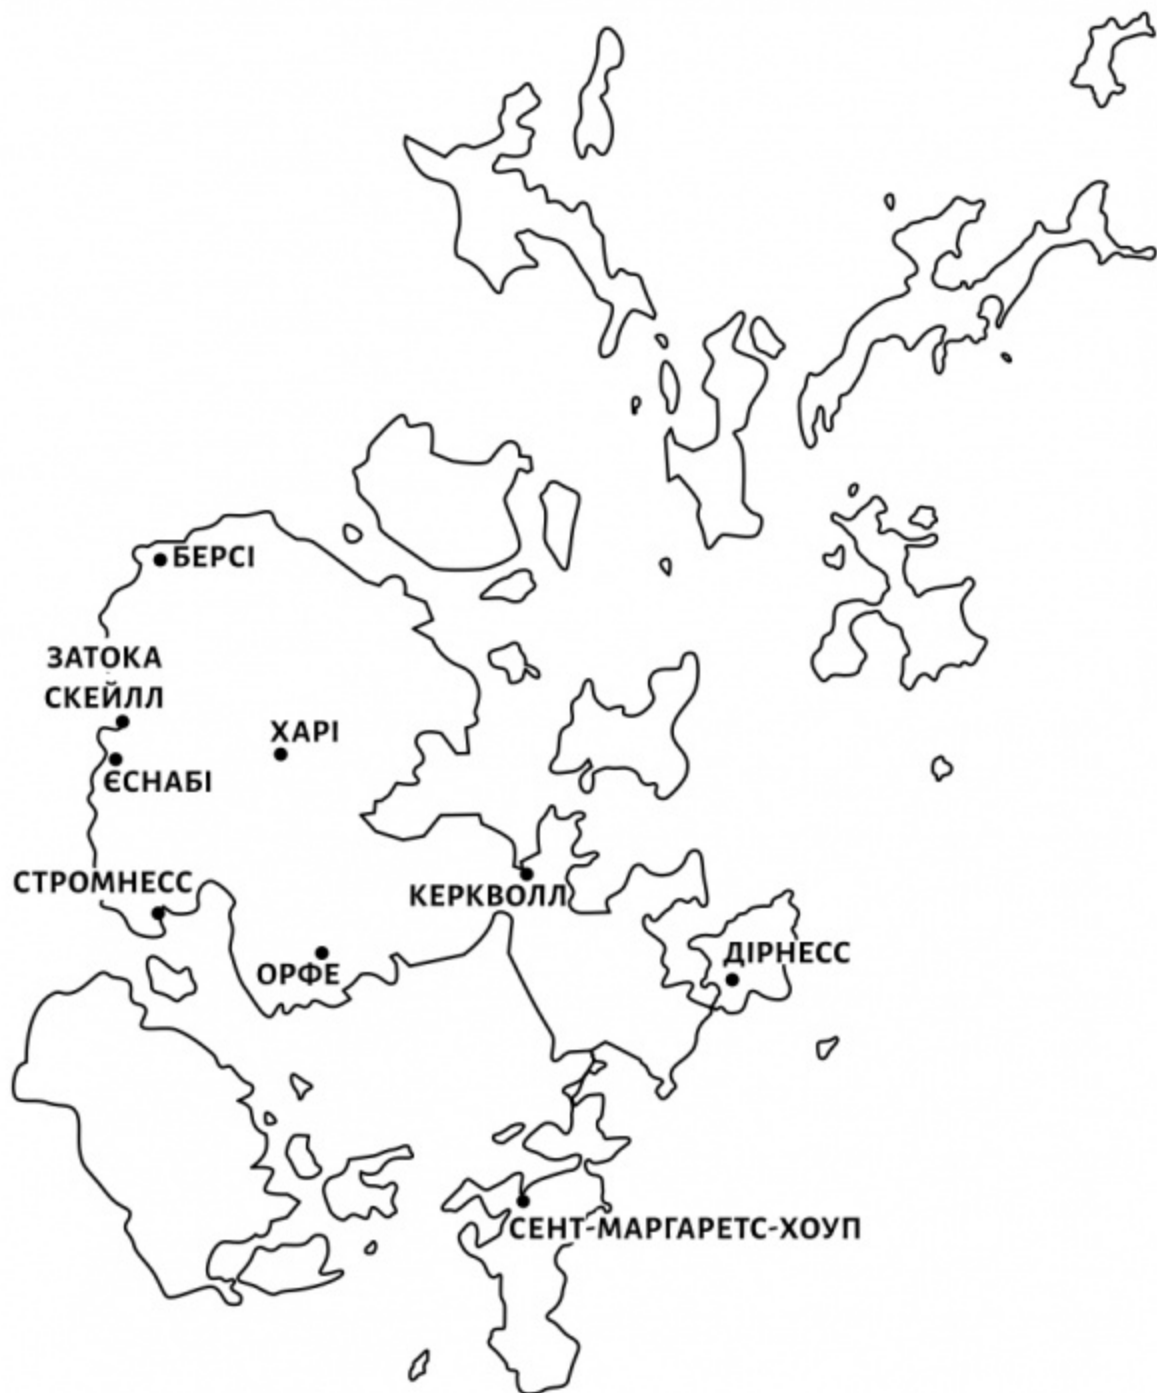 БЕРСІ
ЗАТОКА
СКЕЙЛЛ
ХАРІ
ЄСНАБІ
СТРОМНЕСС
КЕРКВОЛЛ
ДІРНЕСС
ОРФЕ
СЕНТ-МАРГАРЕТС-ХОУП